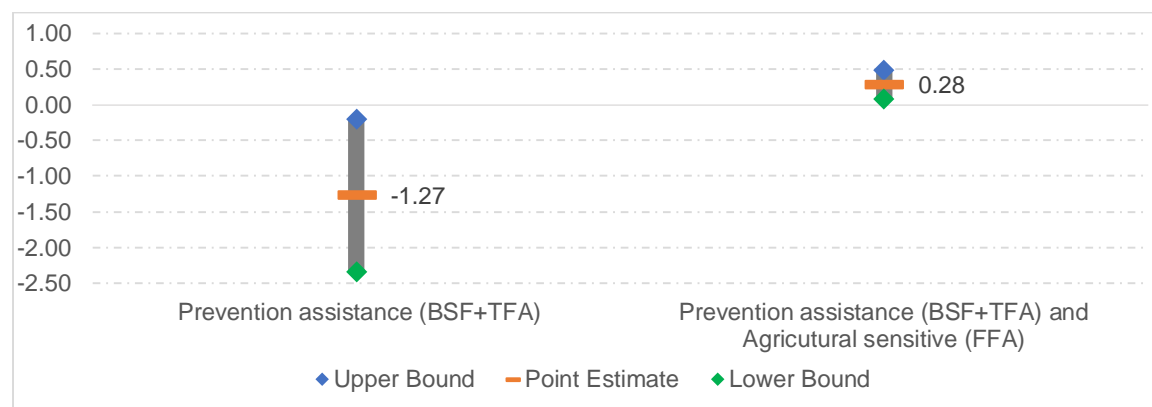 1.00
0.50
0.00
-0.50
-1.00
-1.50
-2.00
-2.50
-1.27
0.28
Prevention assistance (BSF+TFA)
Prevention assistance (BSF+TFA) and
Agricutural sensitive (FFA)
Upper Bound
Point Estimate
Lower Bound